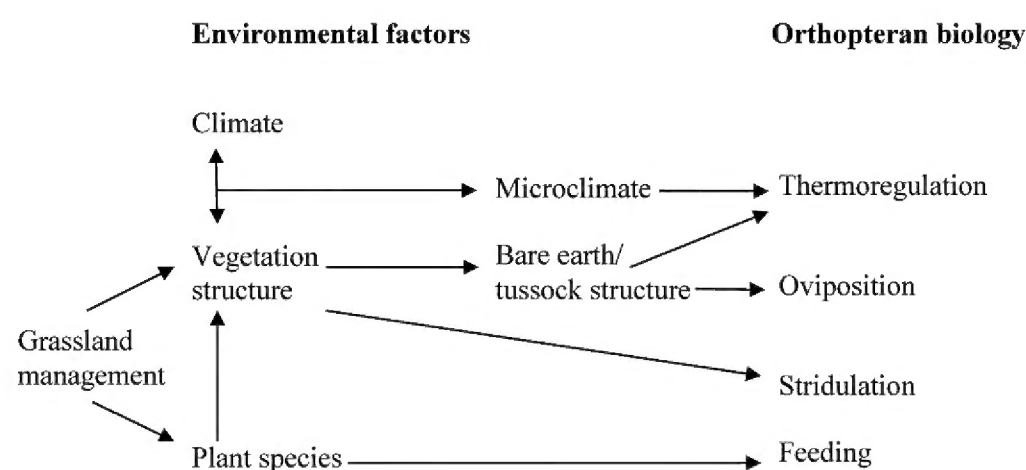 Environmental factors
Orthopteran biology
Climate
Microclimate
Thermoregulation
Vegetation
structure
Bare earth/
tussock structure
Oviposition
Grassland
management
Stridulation
Plant species
Feeding